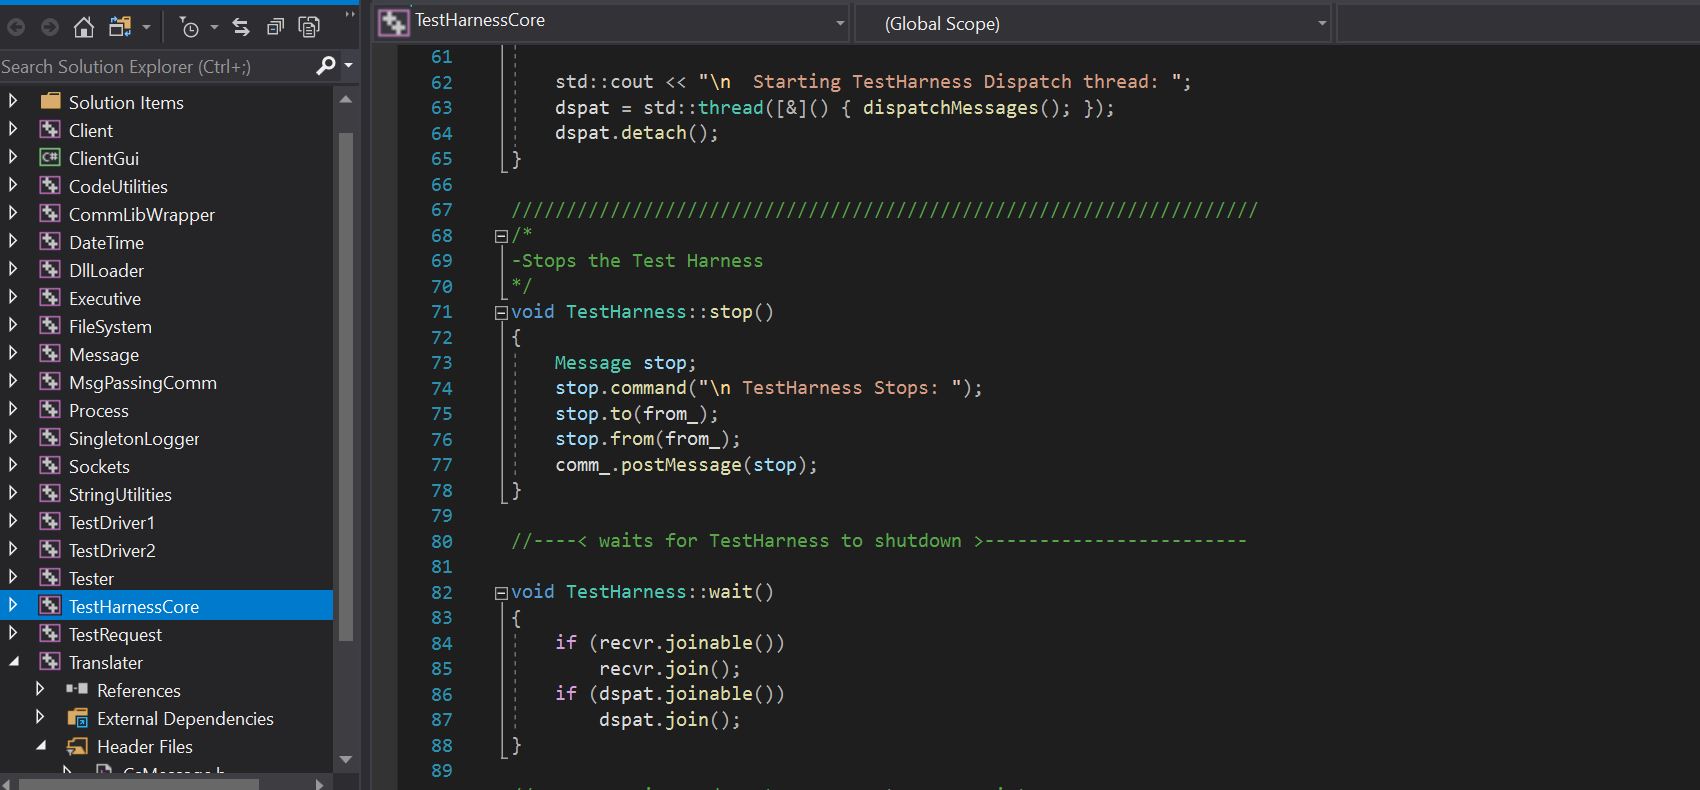 Search Solution Explorer (Ctrl+;)
Solution Items
Client
C# ClientGui
CodeUtilities
CommLibWrapper
DateTime
DllLoader
Executive
FileSystem
Message
MsgPassingComm
Process
SingletonLogger
Sockets
StringUtilities
TestDriver1
TestDriver2
Tester
TestHarnessCore
TestRequest
Translater
References
External Dependencies
Header Files
TestHarnessCore
(Global Scope)
61
62 std::cout << "\n  Starting TestHarness Dispatch thread: ";
63 dspat = std::thread([&]() { dispatchMessages(); });
64 dspat.detach();
65 }
66
67 ////////////////////////////////////////////////////////////////////
68 /*
69 -Stops the Test Harness
70 */
71 void TestHarness::stop()
72 {
73 Message stop;
74 stop.command("\n TestHarness Stops: ");
75 stop.to(from_);
76 stop.from(from_);
77 comm_.postMessage(stop);
78 }
79
80 //----< waits for TestHarness to shutdown >------------------------
81
82 void TestHarness::wait()
83 {
84 if (recvr.joinable())
85 recvr.join();
86 if (dspat.joinable())
87 dspat.join();
88 }
89